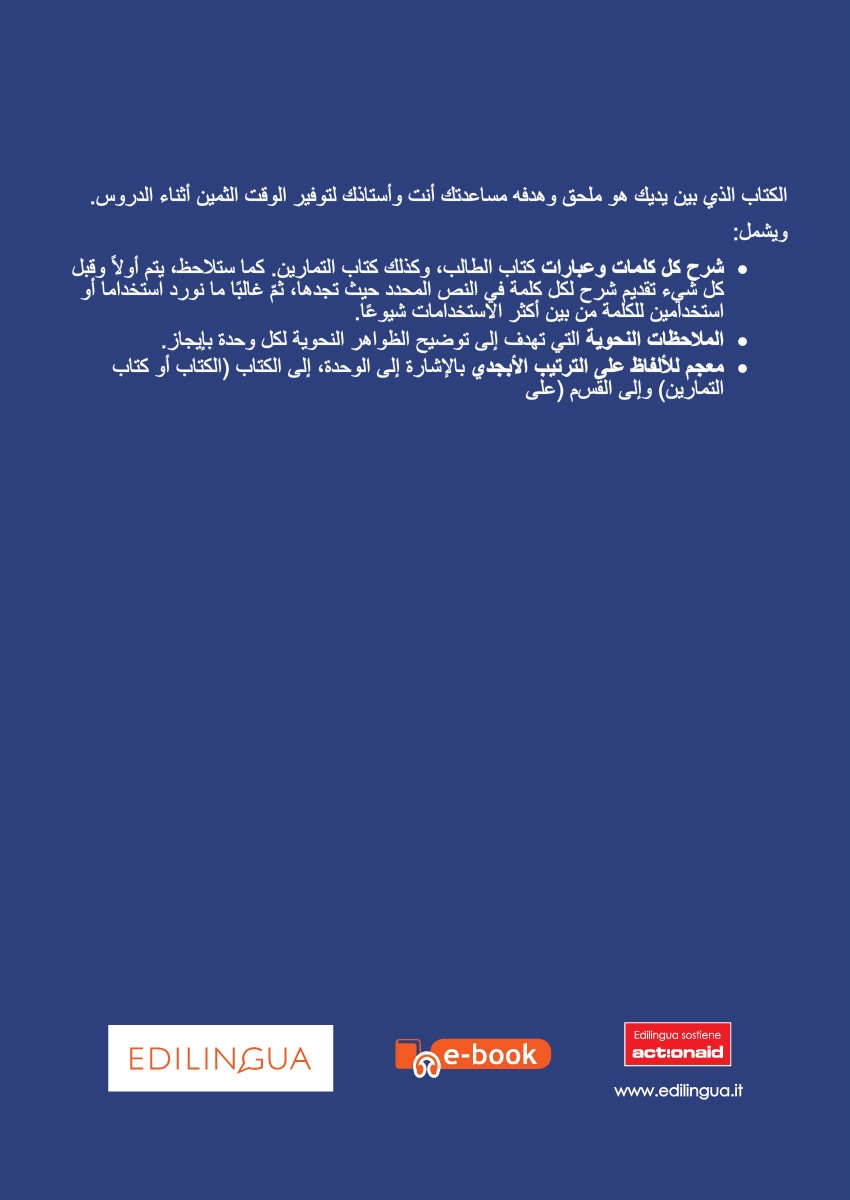 الكتاب الذي بين يديك هو ملحق وهدفه مساعدتك أنت وأستاذك لتوفير الوقت الثمين أثناء الدروس.
ويشمل:
● شرح كل كلمات وعبارات كتاب الطالب، وكذلك كتاب التمارين. كما ستلاحظ، يتم أولاً وقبل
كل شيء تقديم شرح لكل كلمة في النص المحدد حيث تجدها، ثمّ غالبًا ما نورد استخداما أو
استخدامين للكلمة من بين أكثر الاستخدامات شيوعًا.
● الملاحظات النحوية التي تهدف إلى توضيح الظواهر النحوية لكل وحدة بإيجاز.
● معجم للألفاظ على الترتيب الأبجدي بالإشارة إلى الوحدة، إلى الكتاب (الكتاب أو كتاب
التمارين) وإلى القسم (على
EDILINGUA
e-book
Edilingua sostiene
act:onaid
www.edilingua.it